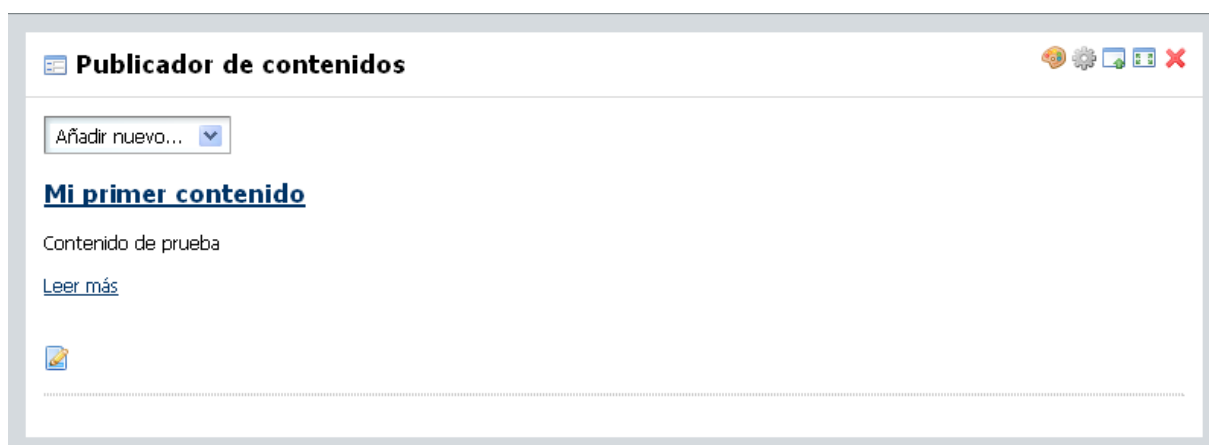 Publicador de contenidos
Añadir nuevo...
Mi primer contenido
Contenido de prueba
Leer más